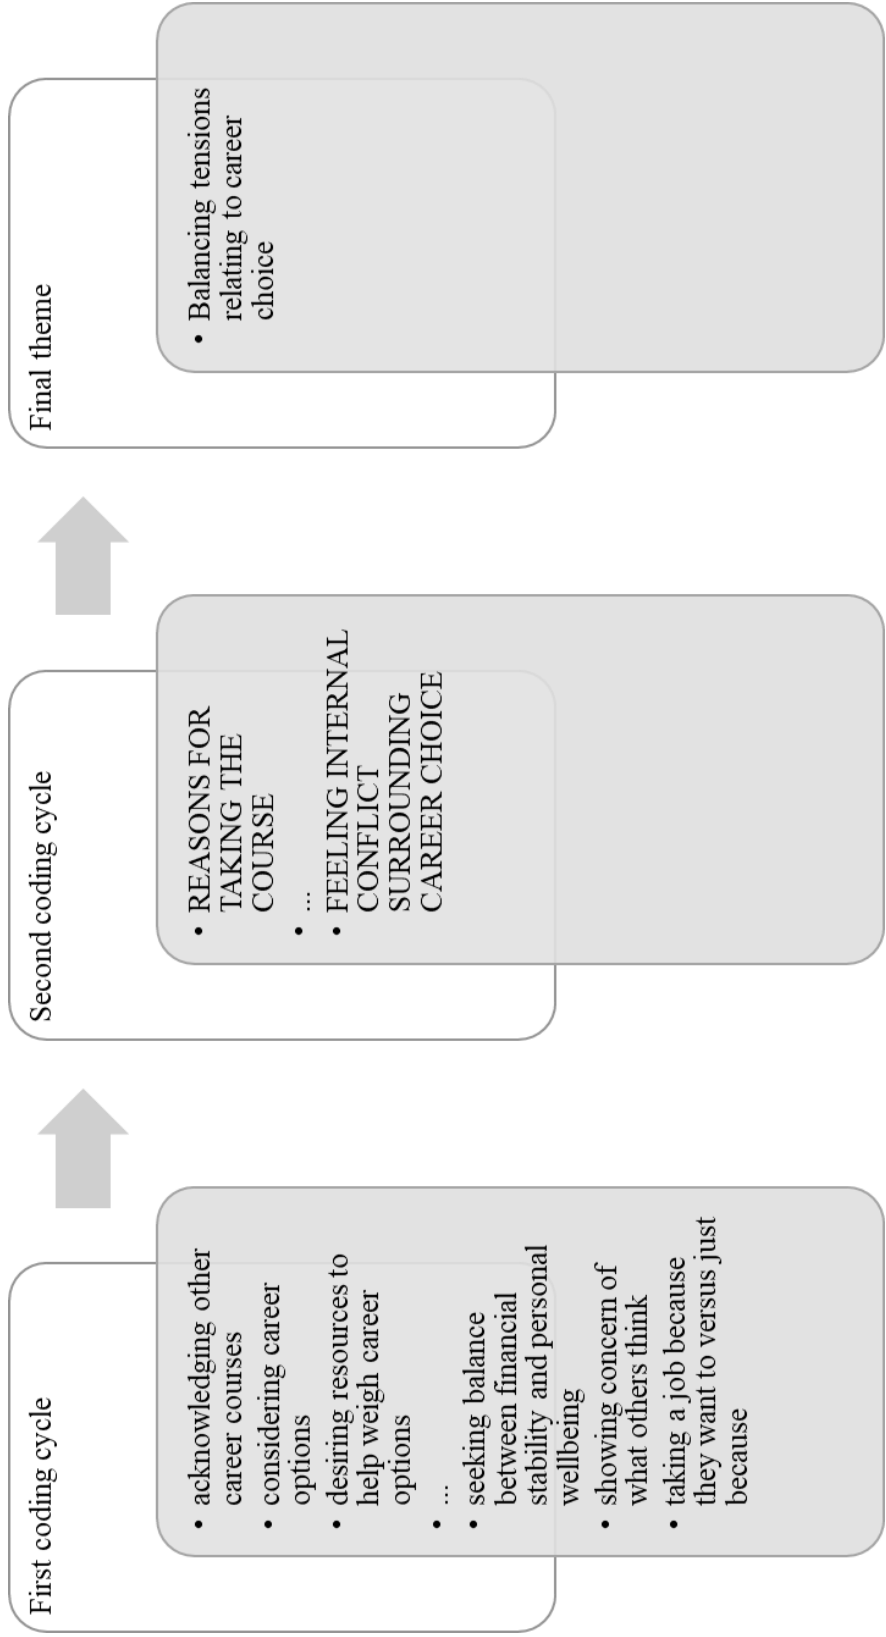 First coding cycle
• acknowledging other
career courses
• considering career
options
• desiring resources to
help weigh career
options
• ...
• seeking balance
between financial
stability and personal
wellbeing
• showing concern of
what others think
• taking a job because
they want to versus just
because
Second coding cycle
• REASONS FOR
TAKING THE
COURSE
• ...
• FEELING INTERNAL
CONFLICT
SURROUNDING
CAREER CHOICE
Final theme
• Balancing tensions
relating to career
choice